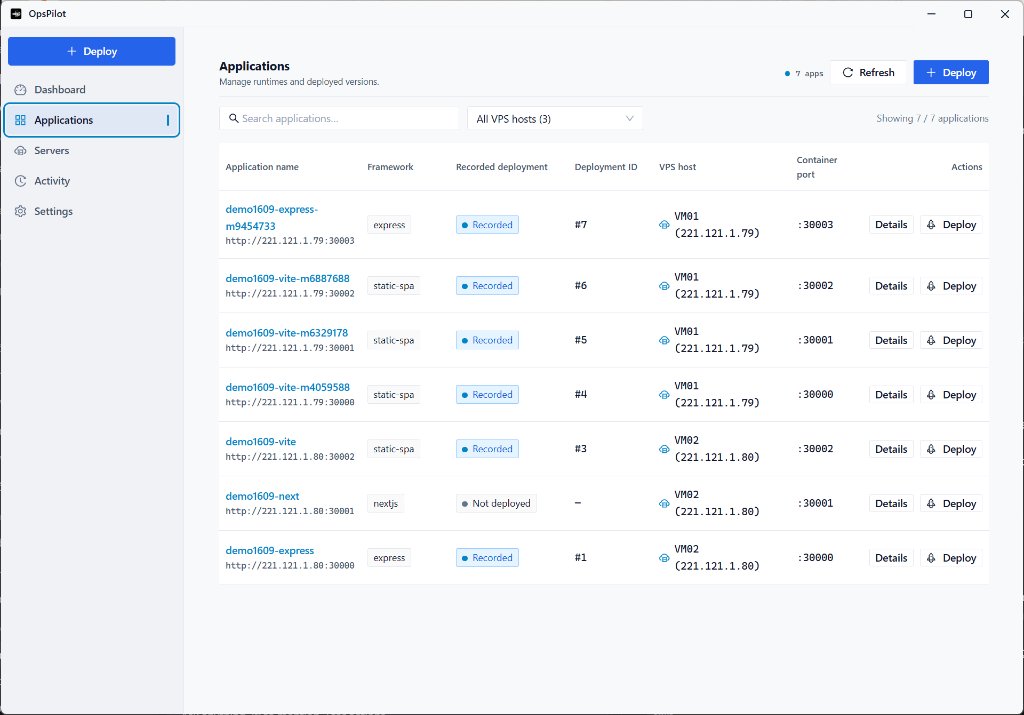 OpsPilot
+ Deploy
Dashboard
Applications
Servers
Activity
Settings
Applications
Manage runtimes and deployed versions.
7 apps
Refresh
+ Deploy
Search applications...
All VPS hosts (3)
Showing 7 / 7 applications
Application name Framework Recorded deployment Deployment ID VPS host Container port Actions
demo1609-express-m9454733
http://221.121.1.79:30003
express Recorded #7 VM01 (221.121.1.79) :30003 Details Deploy
demo1609-vite-m6887688
http://221.121.1.79:30002
static-spa Recorded #6 VM01 (221.121.1.79) :30002 Details Deploy
demo1609-vite-m6329178
http://221.121.1.79:30001
static-spa Recorded #5 VM01 (221.121.1.79) :30001 Details Deploy
demo1609-vite-m4059588
http://221.121.1.79:30000
static-spa Recorded #4 VM01 (221.121.1.79) :30000 Details Deploy
demo1609-vite
http://221.121.1.80:30002
static-spa Recorded #3 VM02 (221.121.1.80) :30002 Details Deploy
demo1609-next
http://221.121.1.80:30001
nextjs Not deployed – VM02 (221.121.1.80) :30001 Details Deploy
demo1609-express
http://221.121.1.80:30000
express Recorded #1 VM02 (221.121.1.80) :30000 Details Deploy